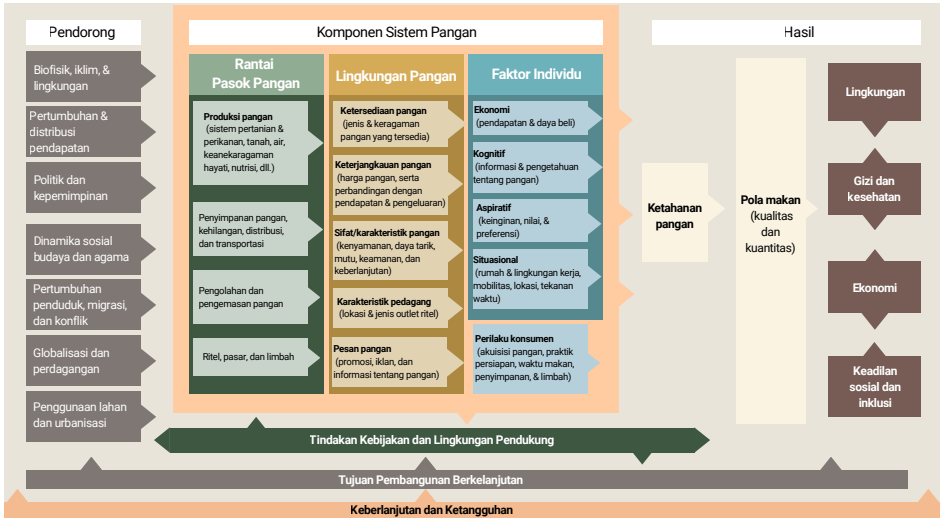 Pendorong
Biofisik, iklim, &
lingkungan
Pertumbuhan &
distribusi
pendapatan
Politik dan
kepemimpinan
Dinamika sosial
budaya dan agama
Pertumbuhan
penduduk, migrasi,
dan konflik
Globalisasi dan
perdagangan
Penggunaan lahan
dan urbanisasi
Komponen Sistem Pangan
Rantai
Pasok Pangan
Produksi pangan
(sistem pertanian &
perikanan, tanah, air,
keanekaragaman
hayati, nutrisi, dll.)
Penyimpanan pangan,
kehilangan, distribusi,
dan transportasi
Pengolahan dan
pengemasan pangan
Ritel, pasar, dan limbah
Lingkungan Pangan
Ketersediaan pangan
(jenis & keragaman
pangan yang tersedia)
Keterjangkauan pangan
(harga pangan, serta
perbandingan dengan
pendapatan & pengeluaran)
Sifat/karakteristik pangan
(kenyamanan, daya tarik,
mutu, keamanan, dan
keberlanjutan)
Karakteristik pedagang
(lokasi & jenis outlet ritel)
Pesan pangan
(promosi, iklan, dan
informasi tentang pangan)
Faktor Individu
Ekonomi
(pendapatan & daya beli)
Kognitif
(informasi & pengetahuan
tentang pangan)
Aspiratif
(keinginan, nilai, &
preferensi)
Situasional
(rumah & lingkungan kerja,
mobilitas, lokasi, tekanan
waktu)
Perilaku konsumen
(akuisisi pangan, praktik
persiapan, waktu makan,
penyimpanan, & limbah)
Hasil
Ketahanan
pangan
Pola makan
(kualitas
dan
kuantitas)
Lingkungan
Gizi dan
kesehatan
Ekonomi
Keadilan
sosial dan
inklusi
Tindakan Kebijakan dan Lingkungan Pendukung
Tujuan Pembangunan Berkelanjutan
Keberlanjutan dan Ketangguhan